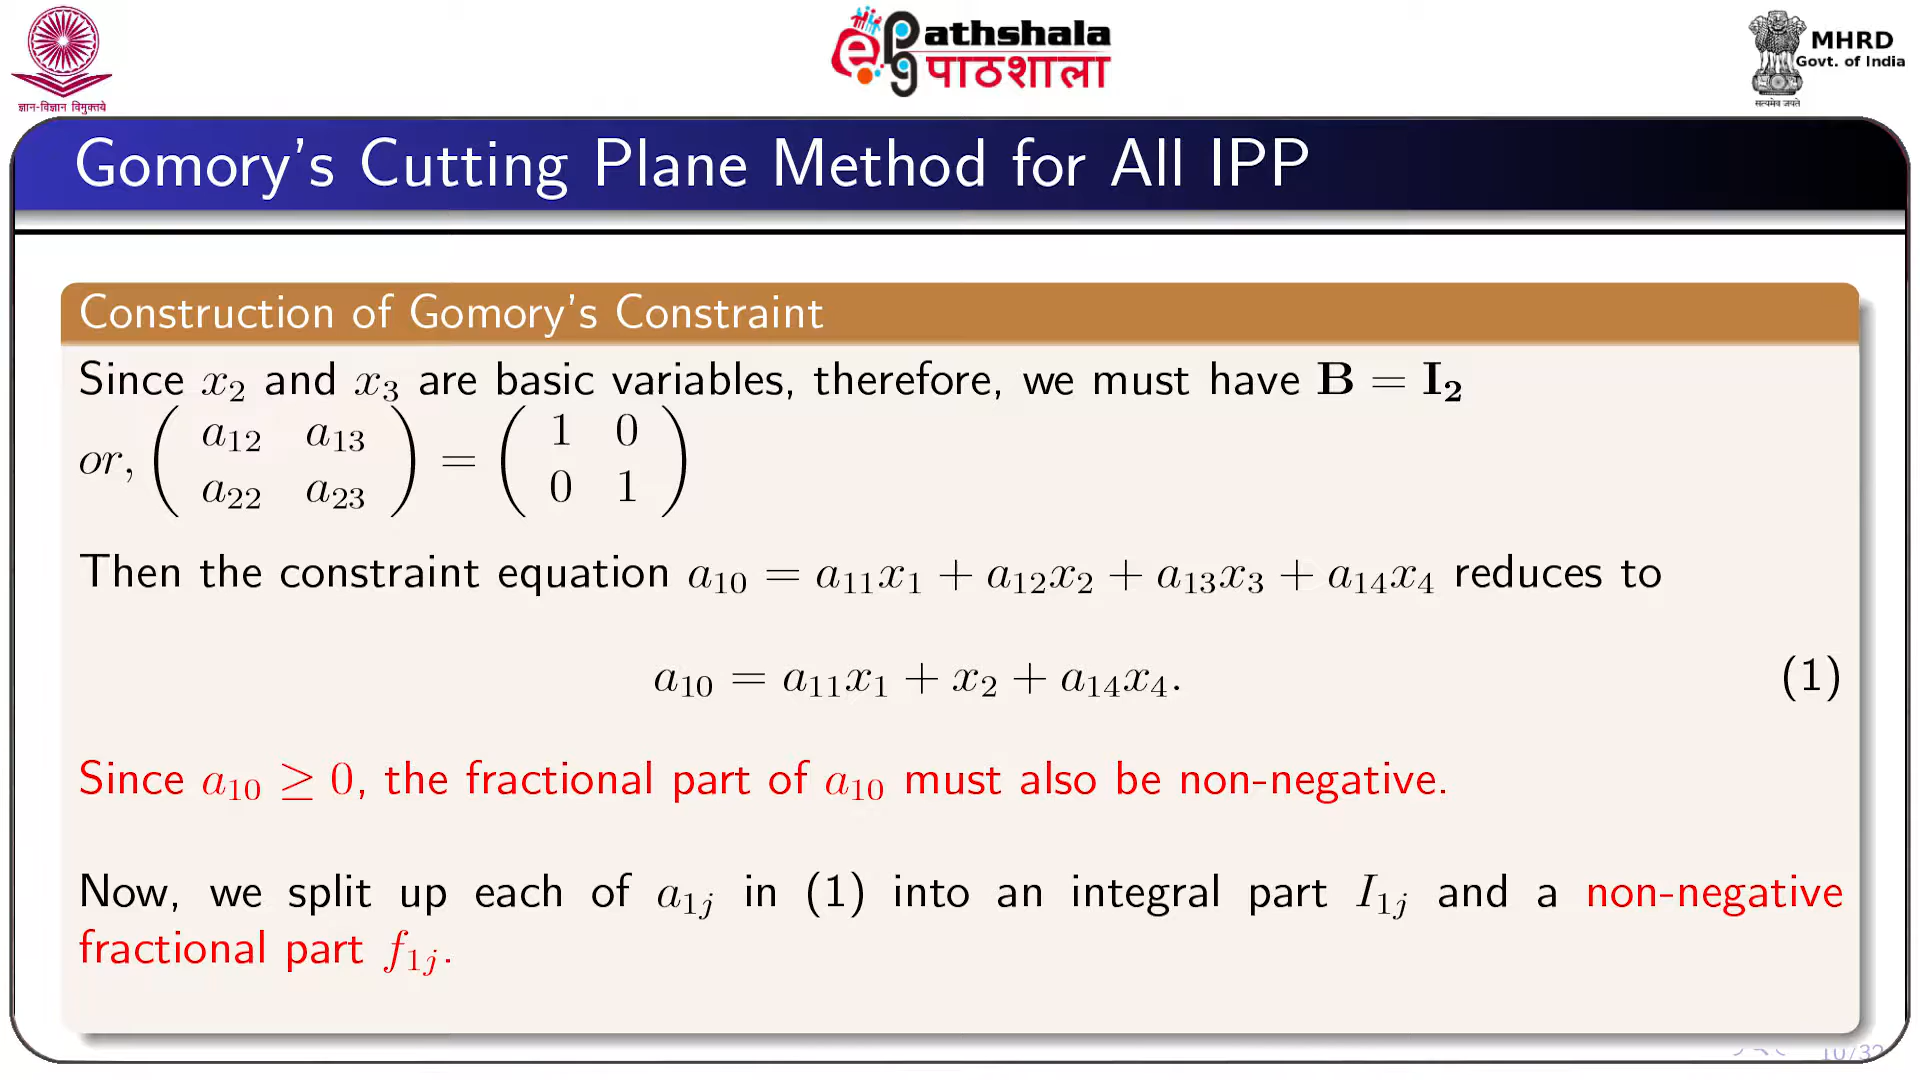 ज्ञान-विज्ञान विमुक्तये
ePathshala
पाठशाला
MHRD
Govt. of India
सत्यमेव जयते
Gomory's Cutting Plane Method for All IPP
Construction of Gomory's Constraint
Since x₂ and x₃ are basic variables, therefore, we must have B = I₂
or, ( a₁₂ a₁₃ ) = ( 1 0 )
( a₂₂ a₂₃ ) ( 0 1 )
Then the constraint equation a₁₀ = a₁₁x₁ + a₁₂x₂ + a₁₃x₃ + a₁₄x₄ reduces to
a₁₀ = a₁₁x₁ + x₂ + a₁₄x₄. (1)
Since a₁₀ ≥ 0, the fractional part of a₁₀ must also be non-negative.
Now, we split up each of a₁ⱼ in (1) into an integral part I₁ⱼ and a non-negative
fractional part f₁ⱼ.
10/32